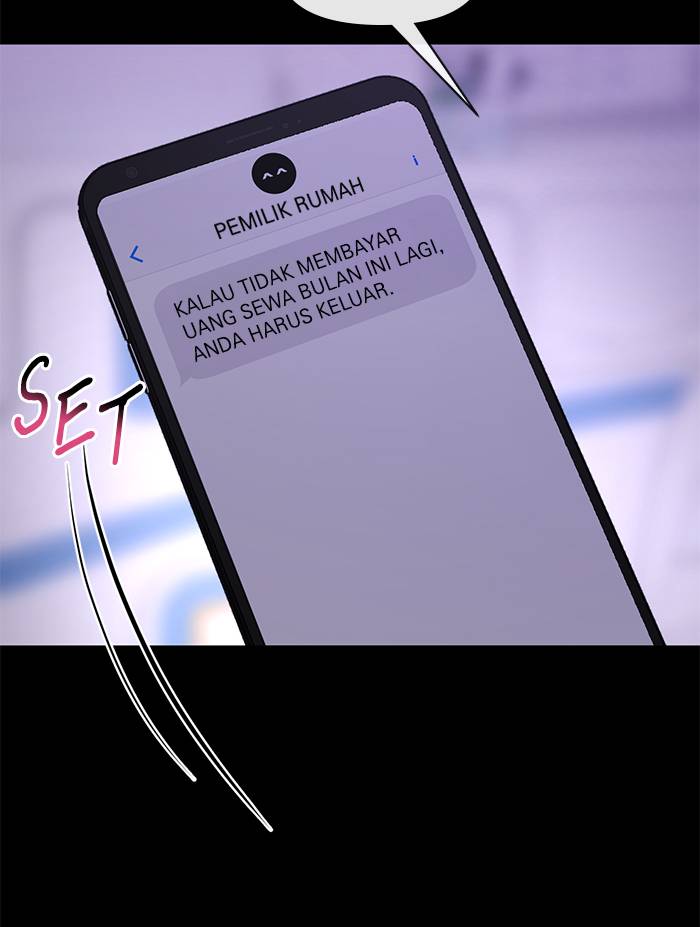 ^^
i
PEMILIK RUMAH
KALAU TIDAK MEMBAYAR
UANG SEWA BULAN INI LAGI,
ANDA HARUS KELUAR.
SET